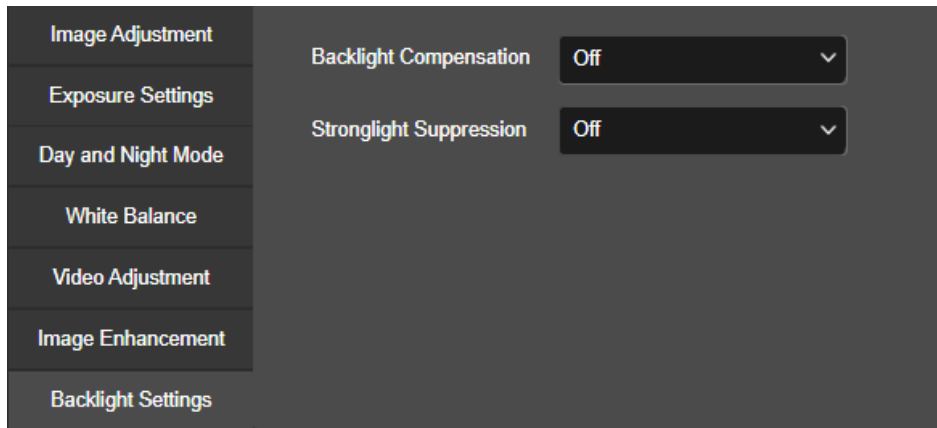 Image Adjustment
Exposure Settings
Day and Night Mode
White Balance
Video Adjustment
Image Enhancement
Backlight Settings
Backlight Compensation Off
Stronglight Suppression Off